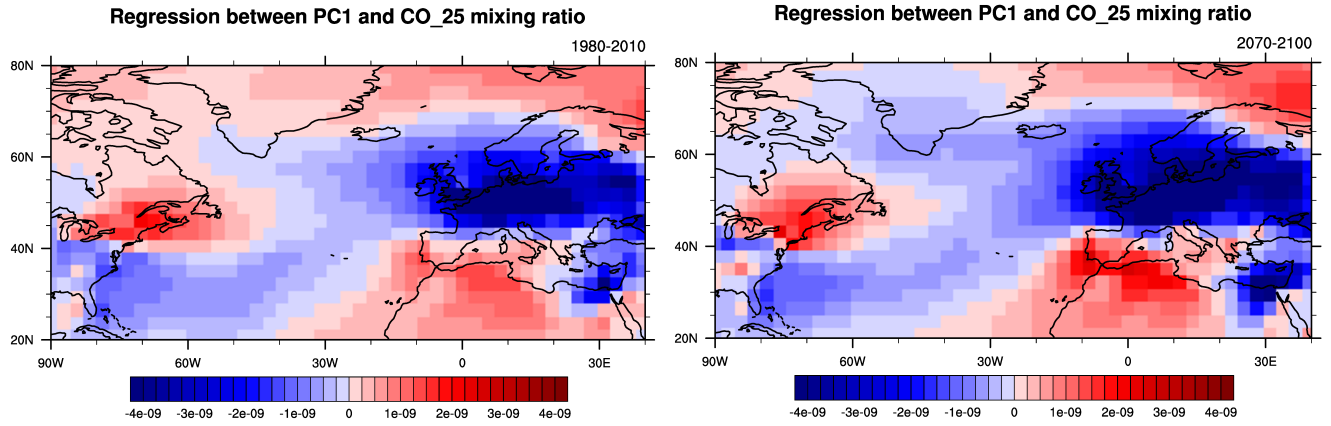 Regression between PC1 and CO_25 mixing ratio
1980-2010
80N
60N
40N
20N
90W 60W 30W 0 30E
-4e-09 -3e-09 -2e-09 -1e-09 0 1e-09 2e-09 3e-09 4e-09
Regression between PC1 and CO_25 mixing ratio
2070-2100
80N
60N
40N
20N
90W 60W 30W 0 30E
-4e-09 -3e-09 -2e-09 -1e-09 0 1e-09 2e-09 3e-09 4e-09